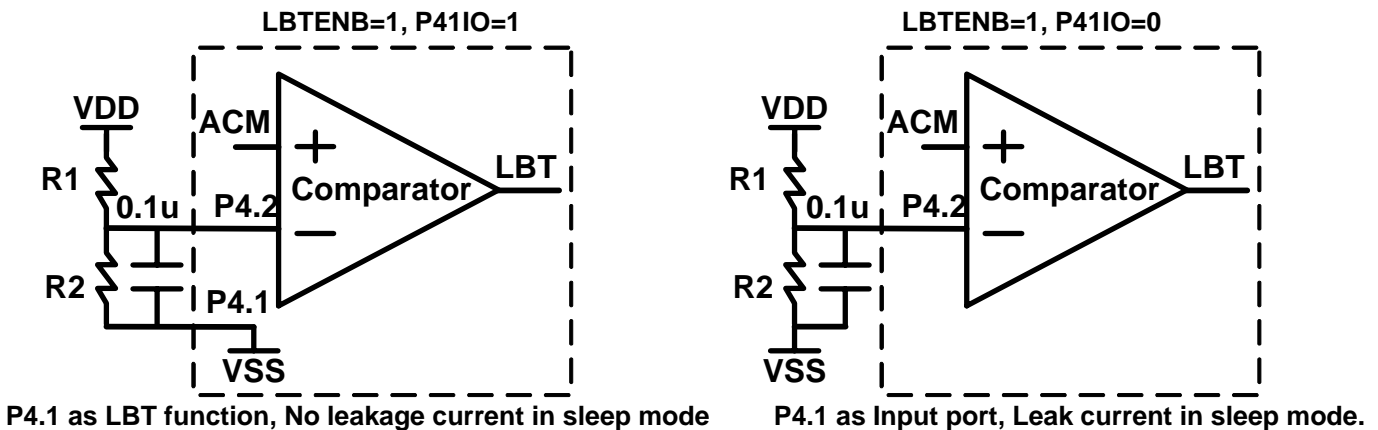 LBTENB=1, P41IO=1
VDD
ACM
+
R1
Comparator
LBT
0.1u
P4.2
R2
P4.1
VSS
P4.1 as LBT function, No leakage current in sleep mode
LBTENB=1, P41IO=0
VDD
ACM
+
R1
Comparator
LBT
0.1u
P4.2
R2
VSS
P4.1 as Input port, Leak current in sleep mode.